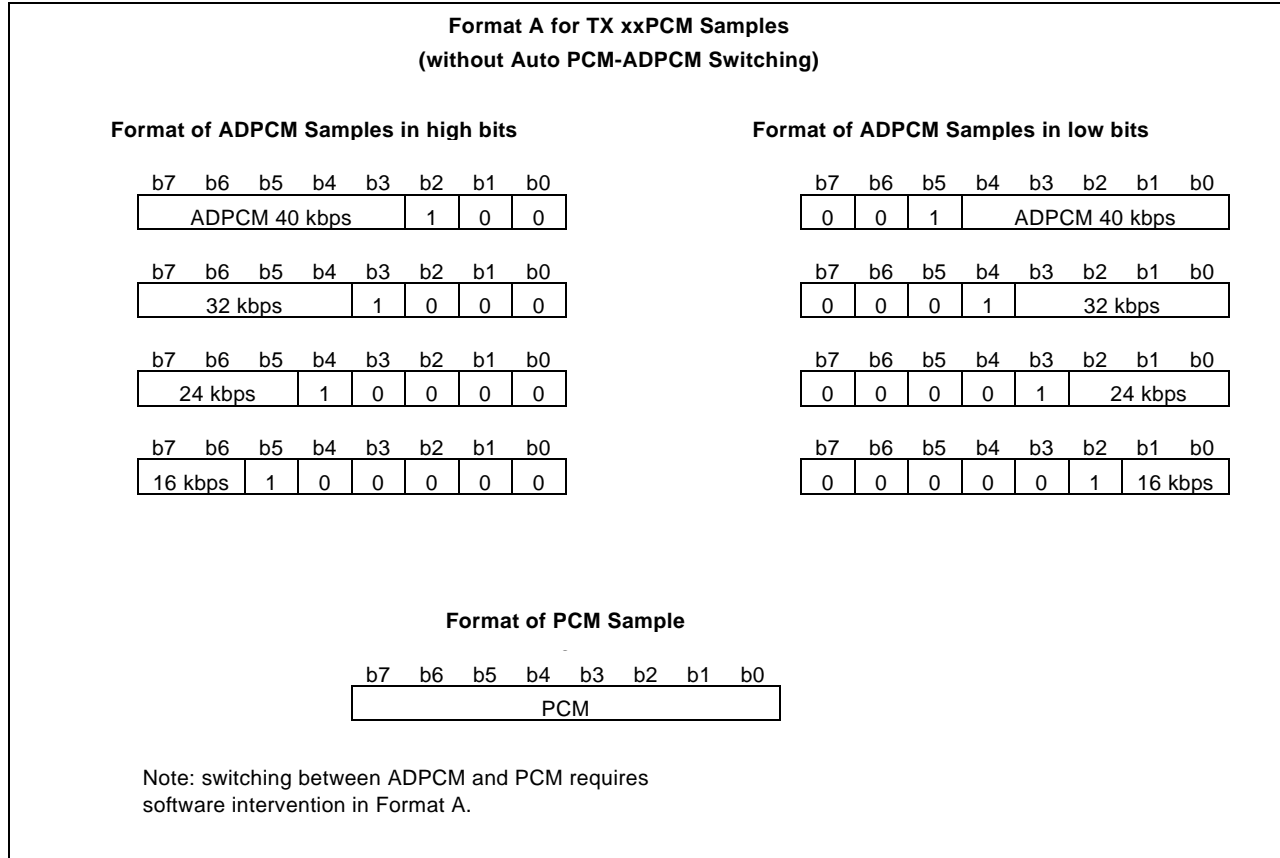 Format A for TX xxPCM Samples
(without Auto PCM-ADPCM Switching)
Format of ADPCM Samples in high bits
b7 b6 b5 b4 b3 b2 b1 b0
ADPCM 40 kbps 1 0 0
b7 b6 b5 b4 b3 b2 b1 b0
32 kbps 1 0 0 0
b7 b6 b5 b4 b3 b2 b1 b0
24 kbps 1 0 0 0 0
b7 b6 b5 b4 b3 b2 b1 b0
16 kbps 1 0 0 0 0 0
Format of ADPCM Samples in low bits
b7 b6 b5 b4 b3 b2 b1 b0
0 0 1 ADPCM 40 kbps
b7 b6 b5 b4 b3 b2 b1 b0
0 0 0 1 32 kbps
b7 b6 b5 b4 b3 b2 b1 b0
0 0 0 0 1 24 kbps
b7 b6 b5 b4 b3 b2 b1 b0
0 0 0 0 0 1 16 kbps
Format of PCM Sample
b7 b6 b5 b4 b3 b2 b1 b0
PCM
Note: switching between ADPCM and PCM requires
software intervention in Format A.